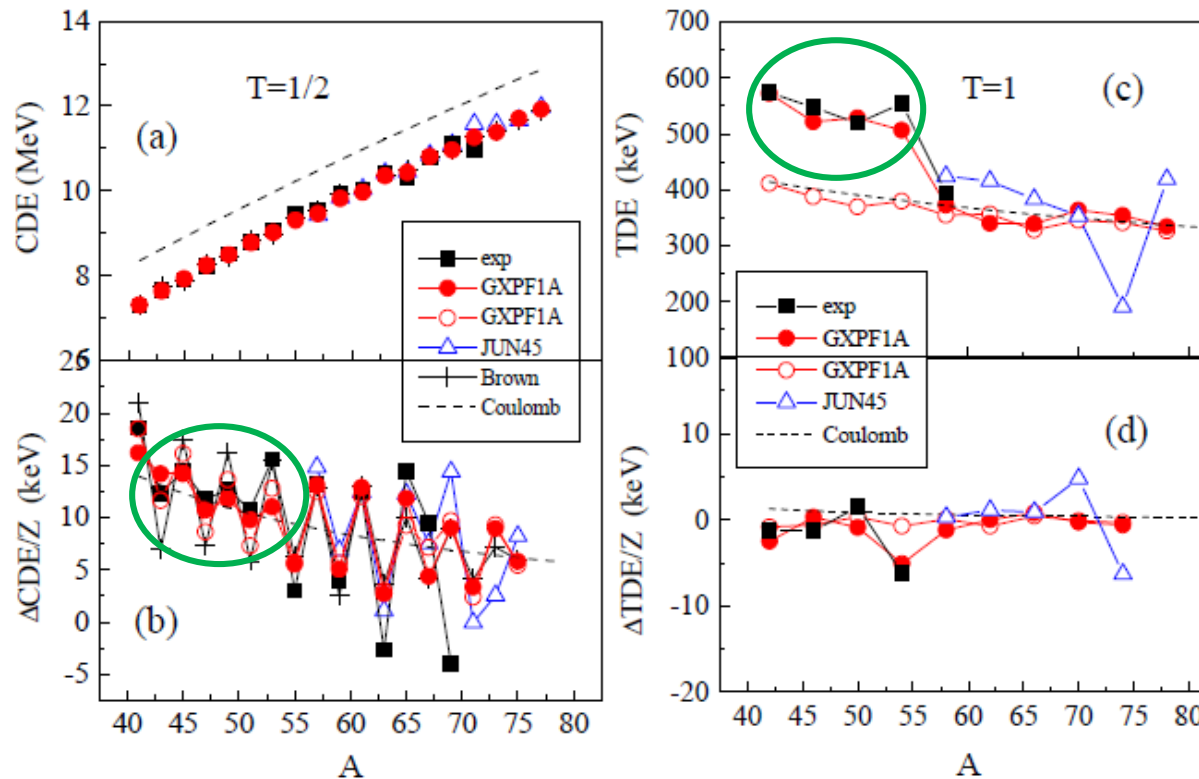 T=1/2
(a)
CDE (MeV)
14
12
10
8
6
exp
GXPF1A
GXPF1A
JUN45
Brown
Coulomb
25
20
15
10
5
0
-5
ΔCDE/Z (keV)
(b)
40 45 50 55 60 65 70 75 80
A
700
600
500
400
300
200
100
TDE (keV)
T=1
(c)
exp
GXPF1A
GXPF1A
JUN45
Coulomb
10
0
-10
-20
ΔTDE/Z (keV)
(d)
40 45 50 55 60 65 70 75 80
A